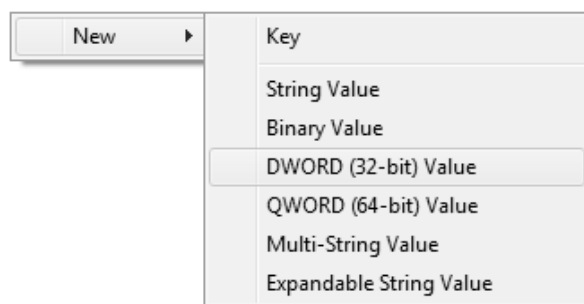 New
Key
String Value
Binary Value
DWORD (32-bit) Value
QWORD (64-bit) Value
Multi-String Value
Expandable String Value